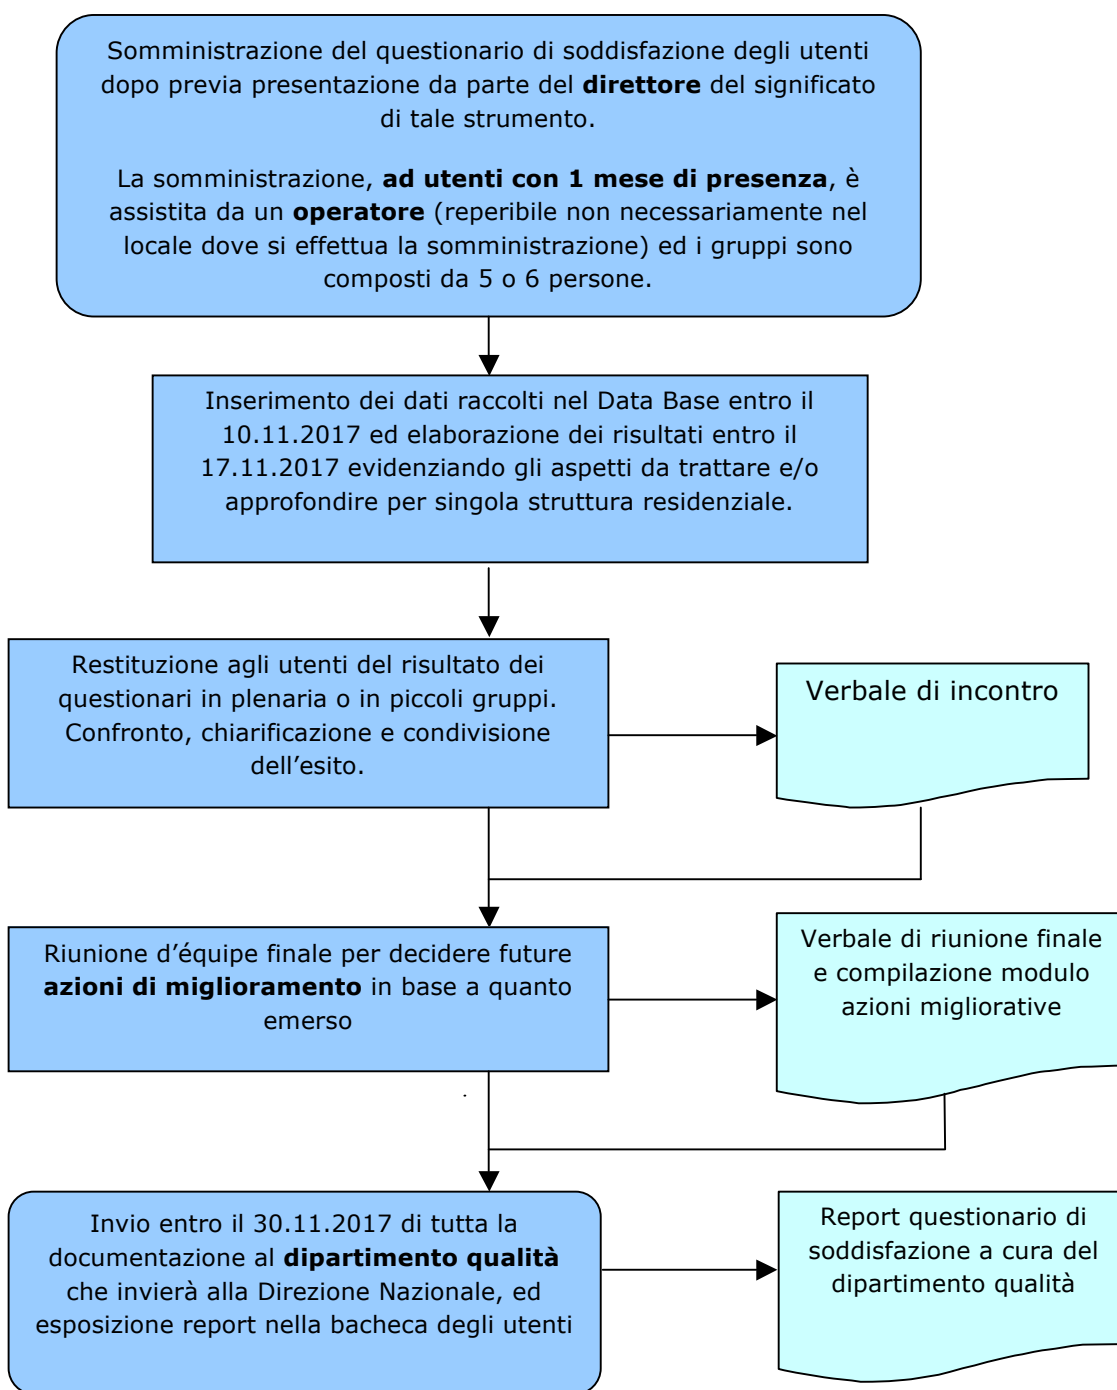 Somministrazione del questionario di soddisfazione degli utenti
dopo previa presentazione da parte del direttore del significato
di tale strumento.
La somministrazione, ad utenti con 1 mese di presenza, è
assistita da un operatore (reperibile non necessariamente nel
locale dove si effettua la somministrazione) ed i gruppi sono
composti da 5 o 6 persone.
Inserimento dei dati raccolti nel Data Base entro il
10.11.2017 ed elaborazione dei risultati entro il
17.11.2017 evidenziando gli aspetti da trattare e/o
approfondire per singola struttura residenziale.
Restituzione agli utenti del risultato dei
questionari in plenaria o in piccoli gruppi.
Confronto, chiarificazione e condivisione
dell’esito.
Verbale di incontro
Riunione d’équipe finale per decidere future
azioni di miglioramento in base a quanto
emerso
Verbale di riunione finale
e compilazione modulo
azioni migliorative
.
Invio entro il 30.11.2017 di tutta la
documentazione al dipartimento qualità
che invierà alla Direzione Nazionale, ed
esposizione report nella bacheca degli utenti
Report questionario di
soddisfazione a cura del
dipartimento qualità